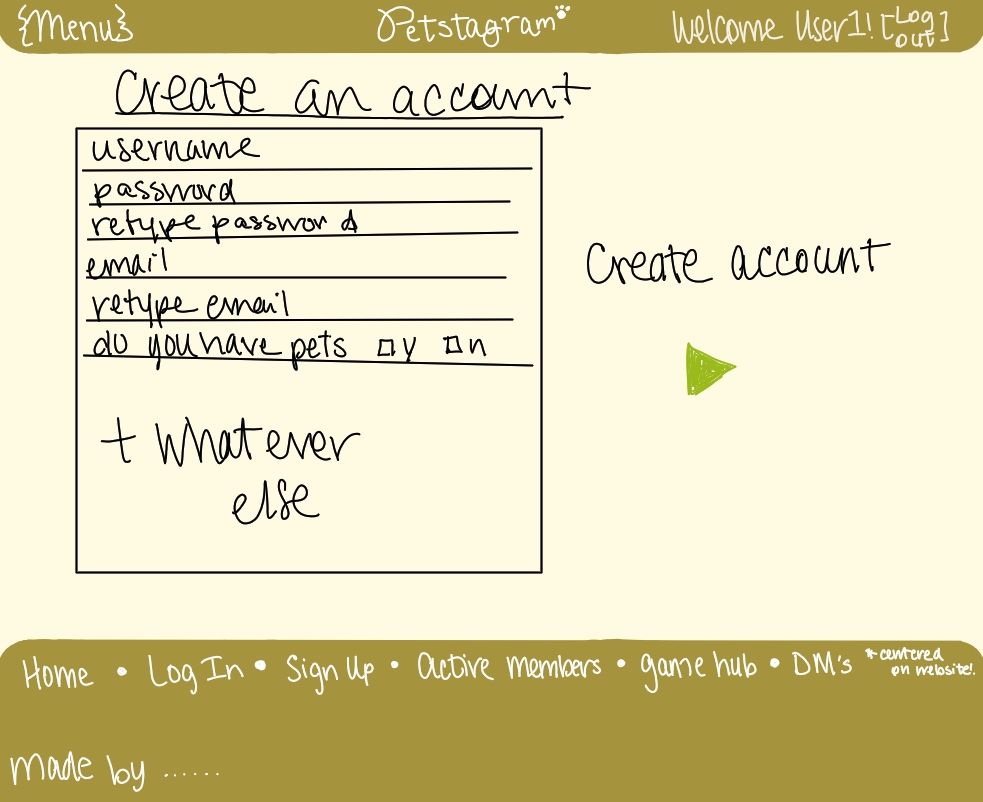 {Menu}
Petstagram
Welcome User1! [Log out]
Create an account
username
password
retype password
email
retype email
do you have pets □y □n
+ whatever
else
Create account
Home • Log In • Sign Up • Active members • game hub • DM's
*centered
on website!
made by ......